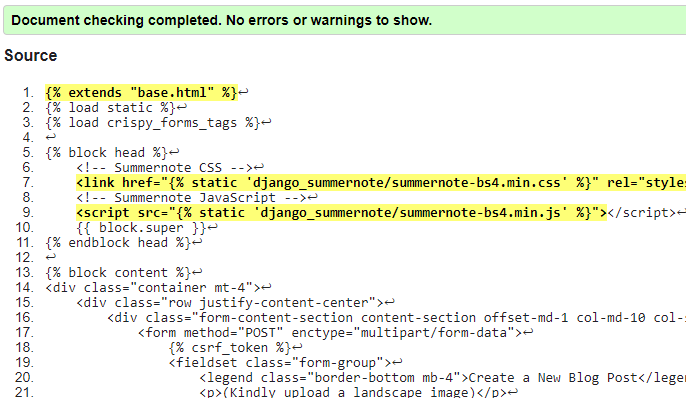 Document checking completed. No errors or warnings to show.
Source
1. {% extends "base.html" %}↩
2. {% load static %}↩
3. {% load crispy_forms_tags %}↩
4. ↩
5. {% block head %}↩
6. <!-- Summernote CSS -->↩
7. <link href="{% static 'django_summernote/summernote-bs4.min.css' %}" rel="styles
8. <!-- Summernote JavaScript -->↩
9. <script src="{% static 'django_summernote/summernote-bs4.min.js' %}"></script>↩
10. {{ block.super }}↩
11. {% endblock head %}↩
12. ↩
13. {% block content %}↩
14. <div class="container mt-4">↩
15. <div class="row justify-content-center">↩
16. <div class="form-content-section content-section offset-md-1 col-md-10 col-s
17. <form method="POST" enctype="multipart/form-data">↩
18. {% csrf_token %}↩
19. <fieldset class="form-group">↩
20. <legend class="border-bottom mb-4">Create a New Blog Post</legen
21. <p>(Kindly upload a landscape image)</p>↩